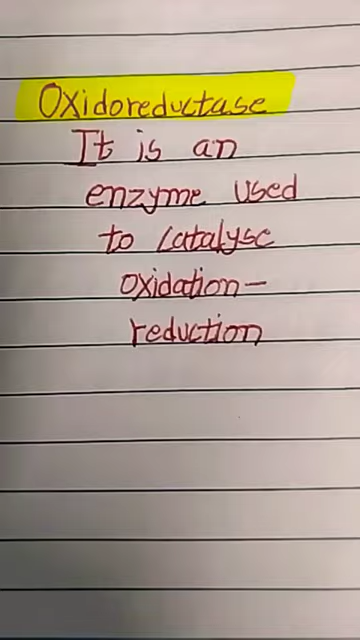 Oxidoreductase
It is an
enzyme used
to catalyse
oxidation-
reduction